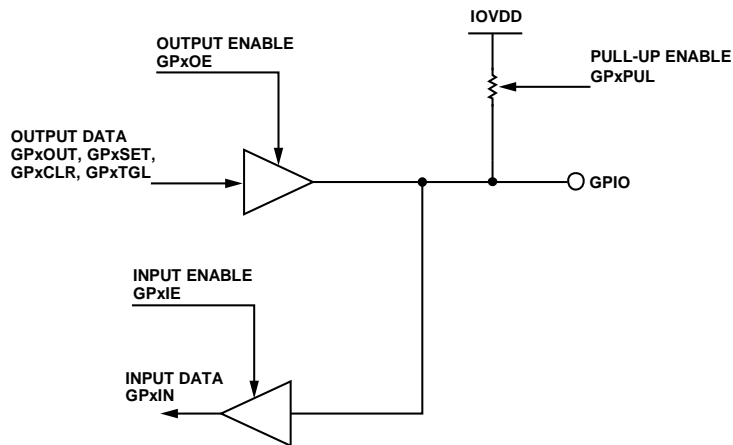 OUTPUT ENABLE
GPxOE
IOVDD
PULL-UP ENABLE
GPxPUL
OUTPUT DATA
GPxOUT, GPxSET,
GPxCLR, GPxTGL
GPIO
INPUT ENABLE
GPxIE
INPUT DATA
GPxIN